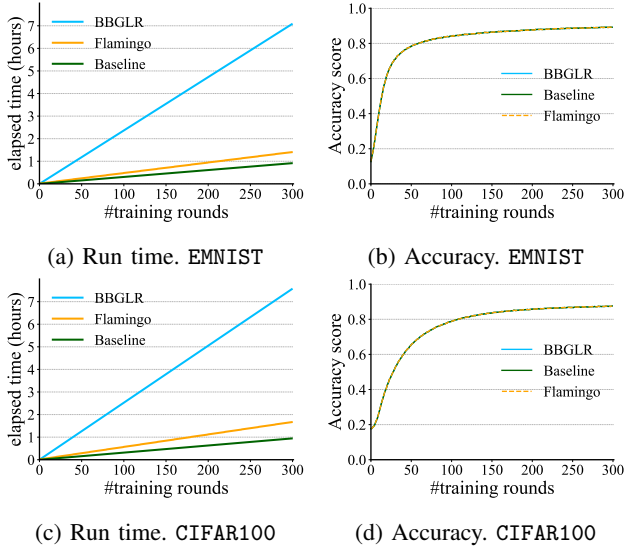 elapsed time (hours)
7
6
5
4
3
2
1
0
BBGLR
Flamingo
Baseline
0 50 100 150 200 250 300
#training rounds
(a) Run time. EMNIST
Accuracy score
1.0
0.8
0.6
0.4
0.2
0.0
BBGLR
Baseline
Flamingo
0 50 100 150 200 250 300
#training rounds
(b) Accuracy. EMNIST
elapsed time (hours)
7
6
5
4
3
2
1
0
BBGLR
Flamingo
Baseline
0 50 100 150 200 250 300
#training rounds
(c) Run time. CIFAR100
Accuracy score
1.0
0.8
0.6
0.4
0.2
0.0
BBGLR
Baseline
Flamingo
0 50 100 150 200 250 300
#training rounds
(d) Accuracy. CIFAR100